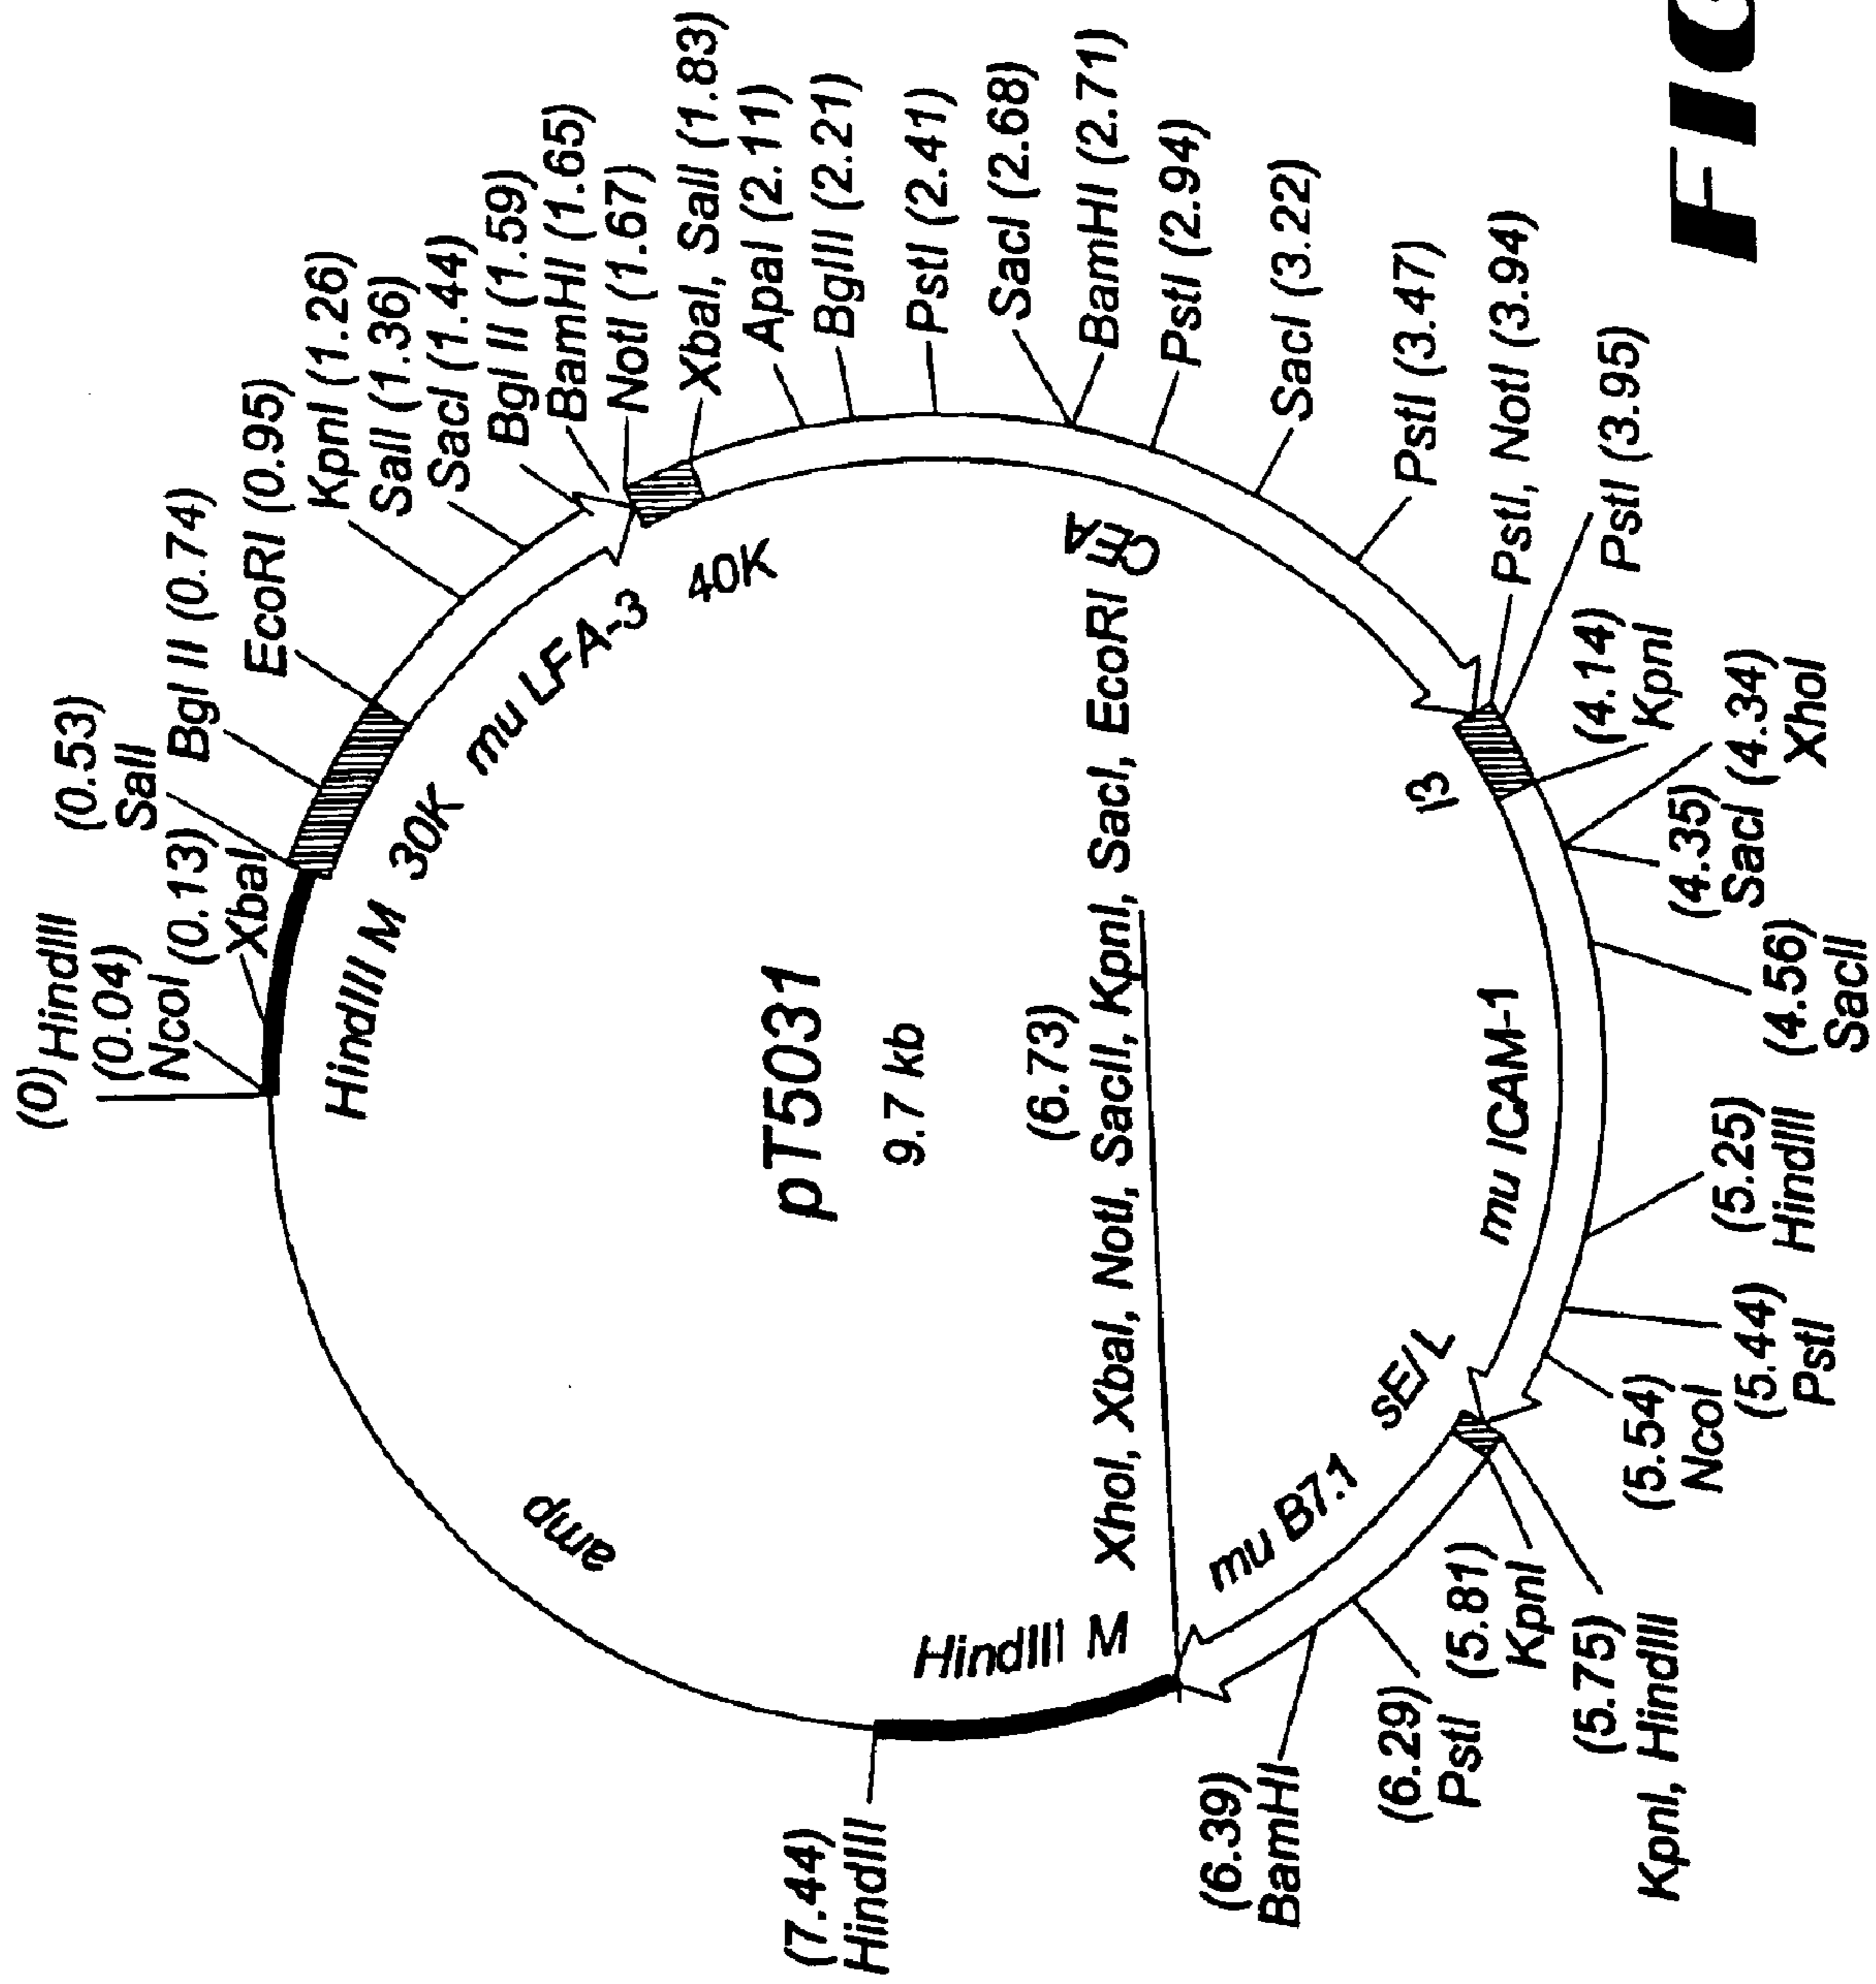 (0) HindIII
(0.04)
NcoI
(0.13)
XbaI
(0.53)
SalI
Bgl II (0.74)
EcoRI (0.95)
KpnI (1.26)
SalI (1.36)
SacI (1.44)
Bgl II (1.59)
BamHI (1.65)
NotI (1.67)
XbaI, SalI (1.83)
ApaI (2.11)
BglII (2.21)
PstI (2.41)
SacI (2.68)
BamHI (2.71)
PstI (2.94)
SacI (3.22)
PstI (3.47)
PstI, NotI (3.94)
PstI (3.95)
(4.14)
KpnI
(4.34)
XhoI
(4.35)
SacI
(4.56)
SacII
(5.25)
HindIII
(5.44)
PstI
(5.54)
NcoI
(5.75)
KpnI, HindIII
(5.81)
KpnI
(6.29)
PstI
(6.39)
BamHI
(7.44)
HindIII
HindIII M
30K
mu LFA-3
40K
CEA
I3
mu ICAM-1
sE/L
mu B7.1
HindIII M
amp
pT5031
9.7 kb
(6.73)
XhoI, XbaI, NotI, SacII, KpnI, SacI, EcoRI
FIG